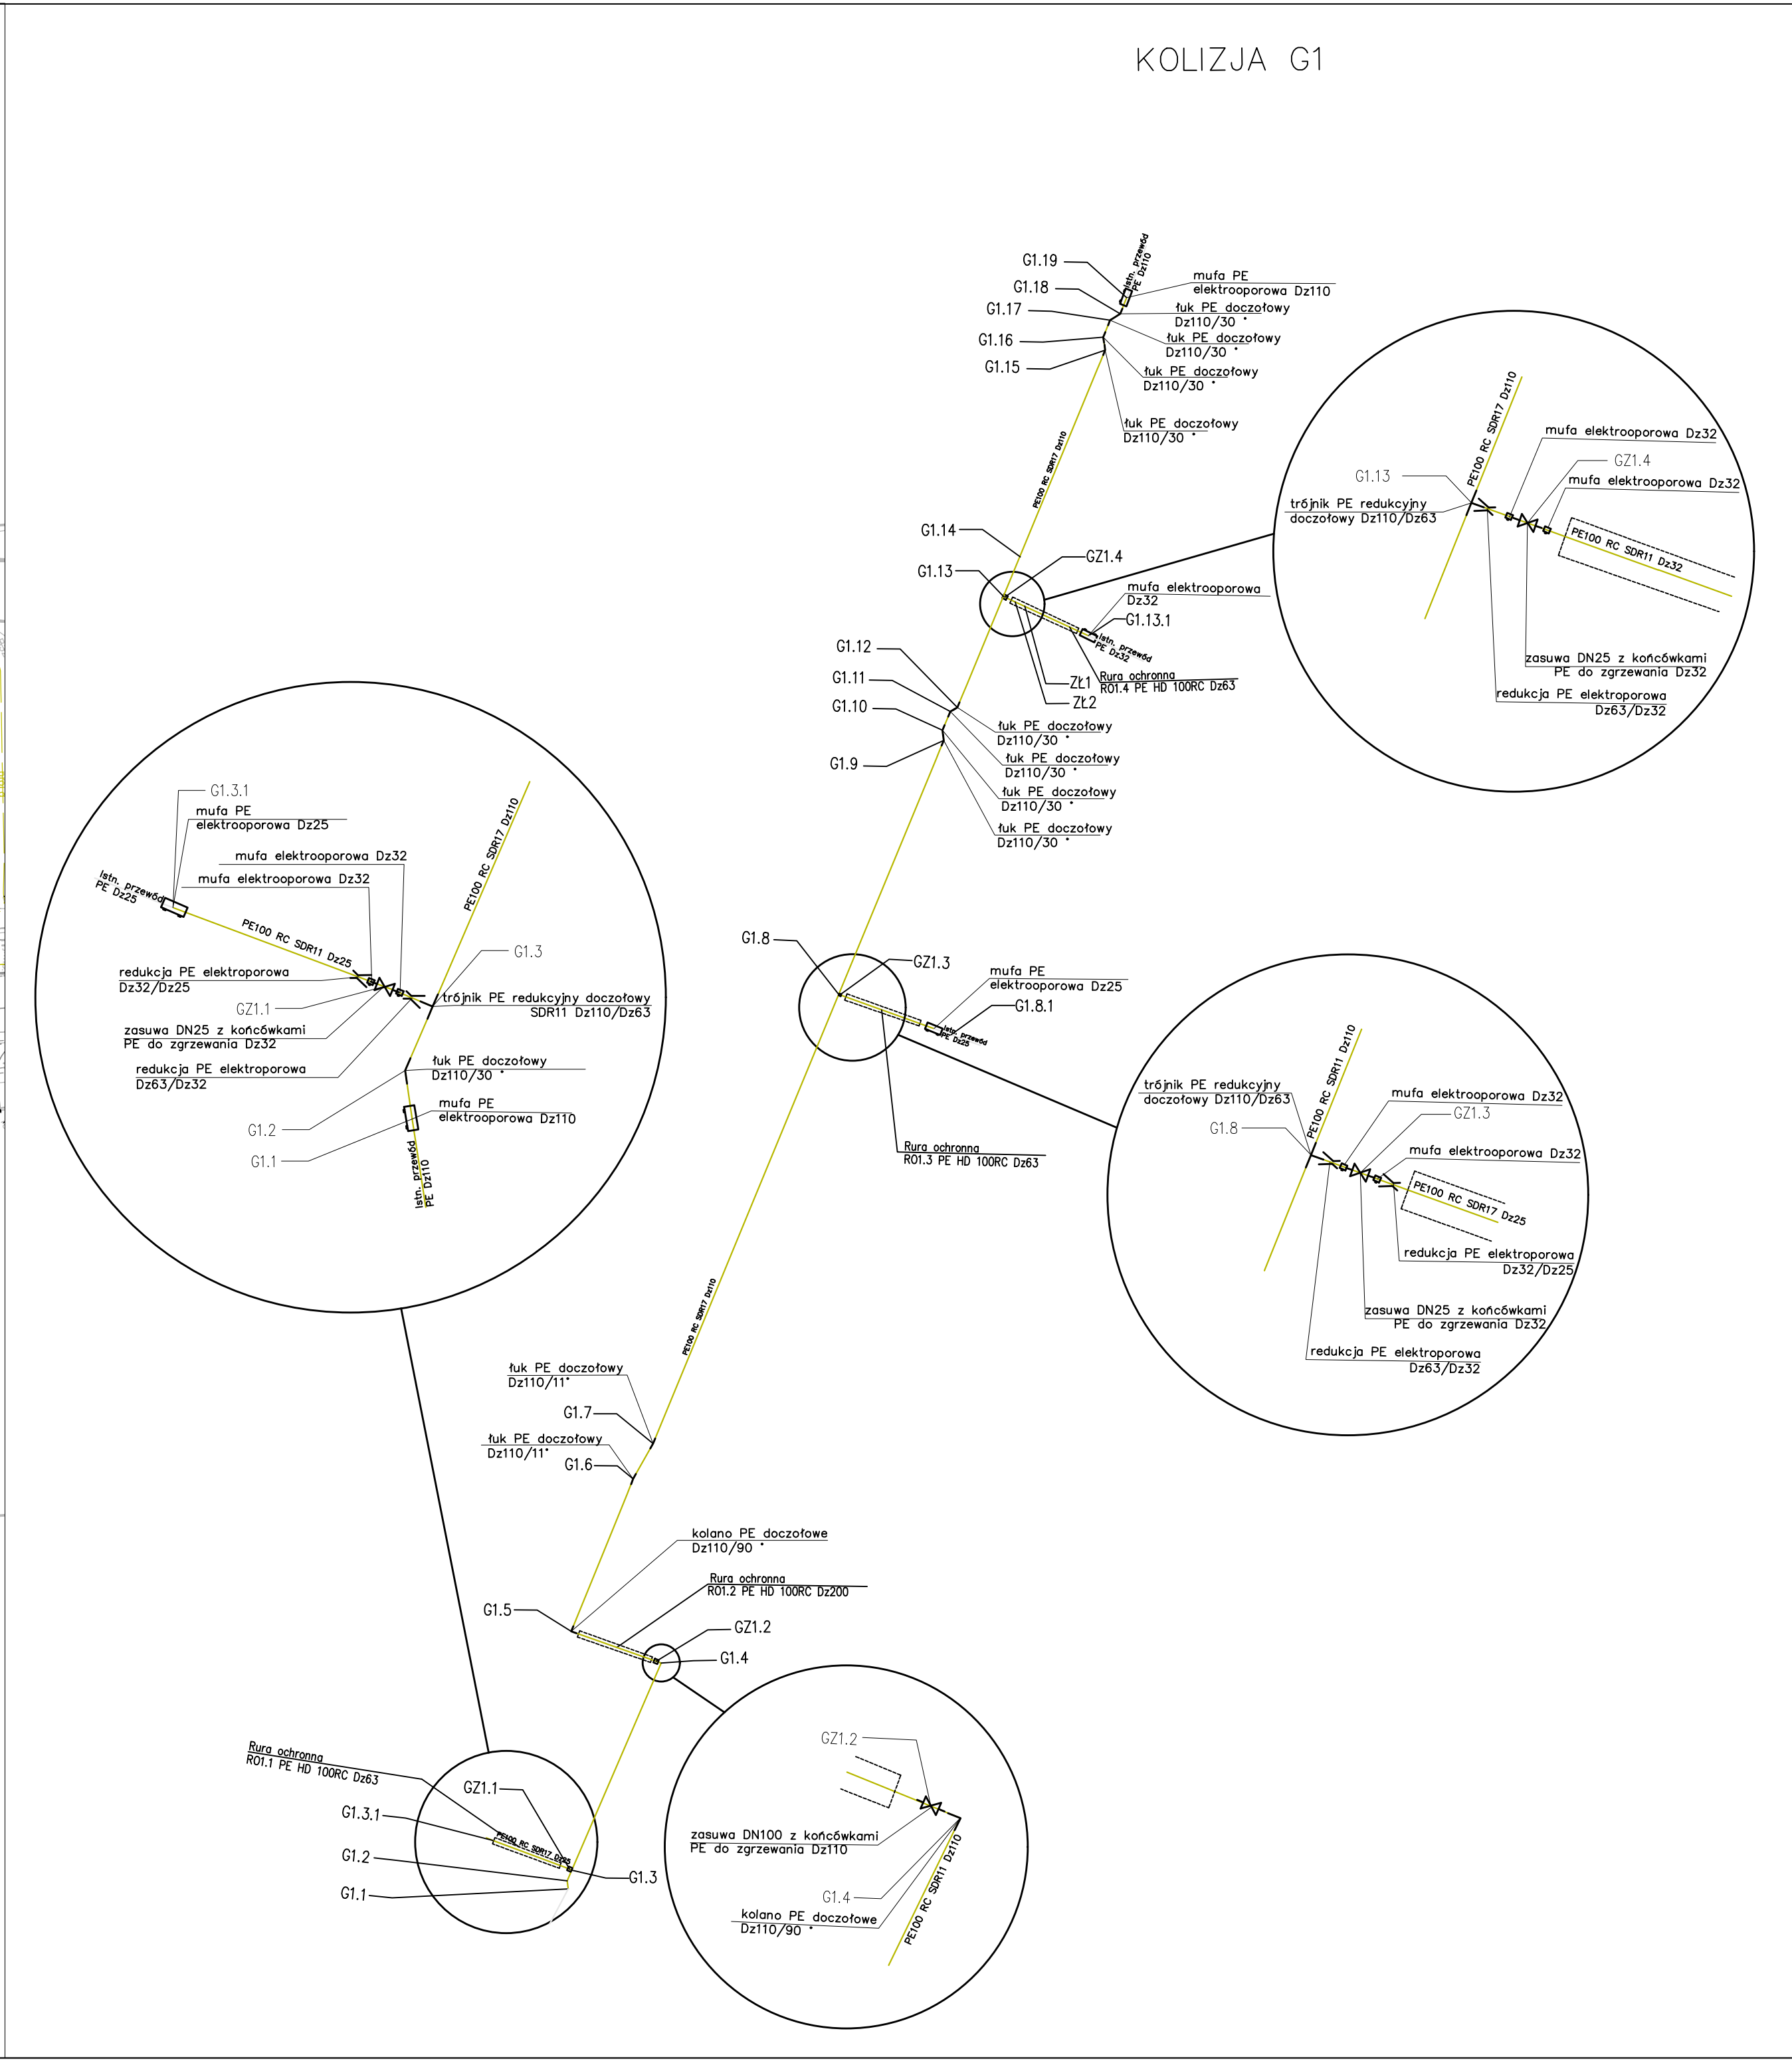 KOLIZJA G1
G1.19
Istn. przewód
PE Dz110
mufa PE
elektrooporowa Dz110
G1.18
łuk PE doczołowy
Dz110/30 °
G1.17
łuk PE doczołowy
Dz110/30 °
G1.16
łuk PE doczołowy
Dz110/30 °
G1.15
łuk PE doczołowy
Dz110/30 °
PE100 RC SDR17 Dz110
G1.14
GZ1.4
G1.13
mufa elektrooporowa
Dz32
G1.13.1
Istn. przewód
PE Dz32
Rura ochronna
RO1.4 PE HD 100RC Dz63
ZŁ1
ZŁ2
G1.12
G1.11
G1.10
G1.9
łuk PE doczołowy
Dz110/30 °
łuk PE doczołowy
Dz110/30 °
łuk PE doczołowy
Dz110/30 °
łuk PE doczołowy
Dz110/30 °
PE100 RC SDR17 Dz110
mufa elektrooporowa Dz32
GZ1.4
G1.13
mufa elektrooporowa Dz32
trójnik PE redukcyjny
doczołowy Dz110/Dz63
PE100 RC SDR11 Dz32
zasuwa DN25 z końcówkami
PE do zgrzewania Dz32
redukcja PE elektrooporowa
Dz63/Dz32
G1.3.1
mufa PE
elektrooporowa Dz25
mufa elektrooporowa Dz32
mufa elektrooporowa Dz32
Istn. przewód
PE Dz25
PE100 RC SDR11 Dz25
PE100 RC SDR17 Dz110
G1.3
redukcja PE elektroporowa
Dz32/Dz25
GZ1.1
trójnik PE redukcyjny doczołowy
SDR11 Dz110/Dz63
zasuwa DN25 z końcówkami
PE do zgrzewania Dz32
redukcja PE elektroporowa
Dz63/Dz32
łuk PE doczołowy
Dz110/30 °
mufa PE
elektrooporowa Dz110
G1.2
G1.1
Istn. przewód
PE Dz110
G1.8
GZ1.3
mufa PE
elektrooporowa Dz25
G1.8.1
Istn. przewód
PE Dz25
Rura ochronna
RO1.3 PE HD 100RC Dz63
PE100 RC SDR11 Dz110
trójnik PE redukcyjny
doczołowy Dz110/Dz63
mufa elektrooporowa Dz32
GZ1.3
G1.8
mufa elektrooporowa Dz32
PE100 RC SDR17 Dz25
redukcja PE elektroporowa
Dz32/Dz25
zasuwa DN25 z końcówkami
PE do zgrzewania Dz32
redukcja PE elektroporowa
Dz63/Dz32
PE100 RC SDR17 Dz110
łuk PE doczołowy
Dz110/11°
G1.7
łuk PE doczołowy
Dz110/11°
G1.6
kolano PE doczołowe
Dz110/90 °
Rura ochronna
RO1.2 PE HD 100RC Dz200
G1.5
GZ1.2
G1.4
Rura ochronna
RO1.1 PE HD 100RC Dz63
GZ1.1
G1.3.1
PE100 RC SDR17 Dz25
G1.2
G1.3
G1.1
GZ1.2
zasuwa DN100 z końcówkami
PE do zgrzewania Dz110
G1.4
kolano PE doczołowe
Dz110/90 °
PE100 RC SDR11 Dz110